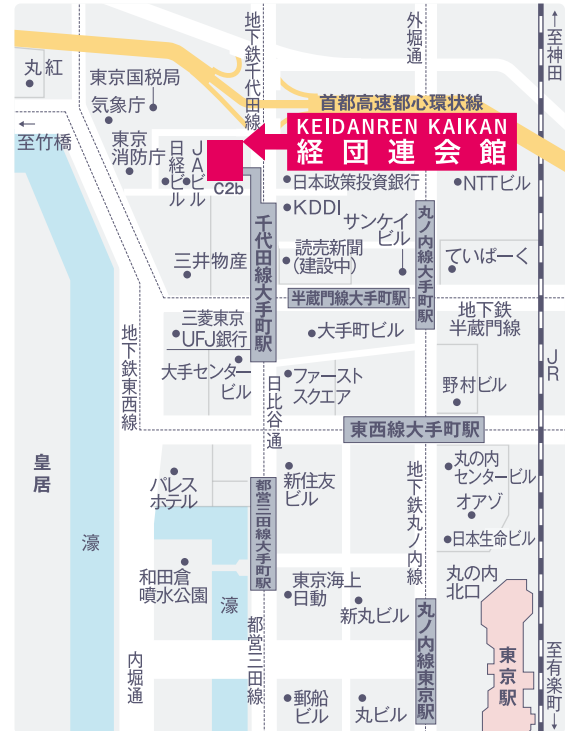 外堀通
地下鉄千代田線
←至神田
丸紅
東京国税局
気象庁
首都高速都心環状線
←
至竹橋
KEIDANREN KAIKAN
経団連会館
東京
消防庁
日経ビル
JAビル
C2b
日本政策投資銀行
NTTビル
KDDI
サンケイ
ビル
丸ノ内線大手町駅
千代田線大手町駅
読売新聞
(建設中)
ていぱーく
三井物産
半蔵門線大手町駅
地下鉄
半蔵門線
三菱東京
UFJ銀行
大手町ビル
地下鉄東西線
JR
大手センター
ビル
ファースト
スクエア
野村ビル
日比谷通
東西線大手町駅
皇居
パレス
ホテル
新住友
ビル
丸の内
センタービル
オアゾ
都営三田線大手町駅
地下鉄丸ノ内線
日本生命ビル
濠
和田倉
噴水公園
濠
東京海上
日動
新丸ビル
丸の内
北口
丸ノ内線東京駅
東京駅
都営三田線
内堀通
至有楽町→
郵船
ビル
丸ビル